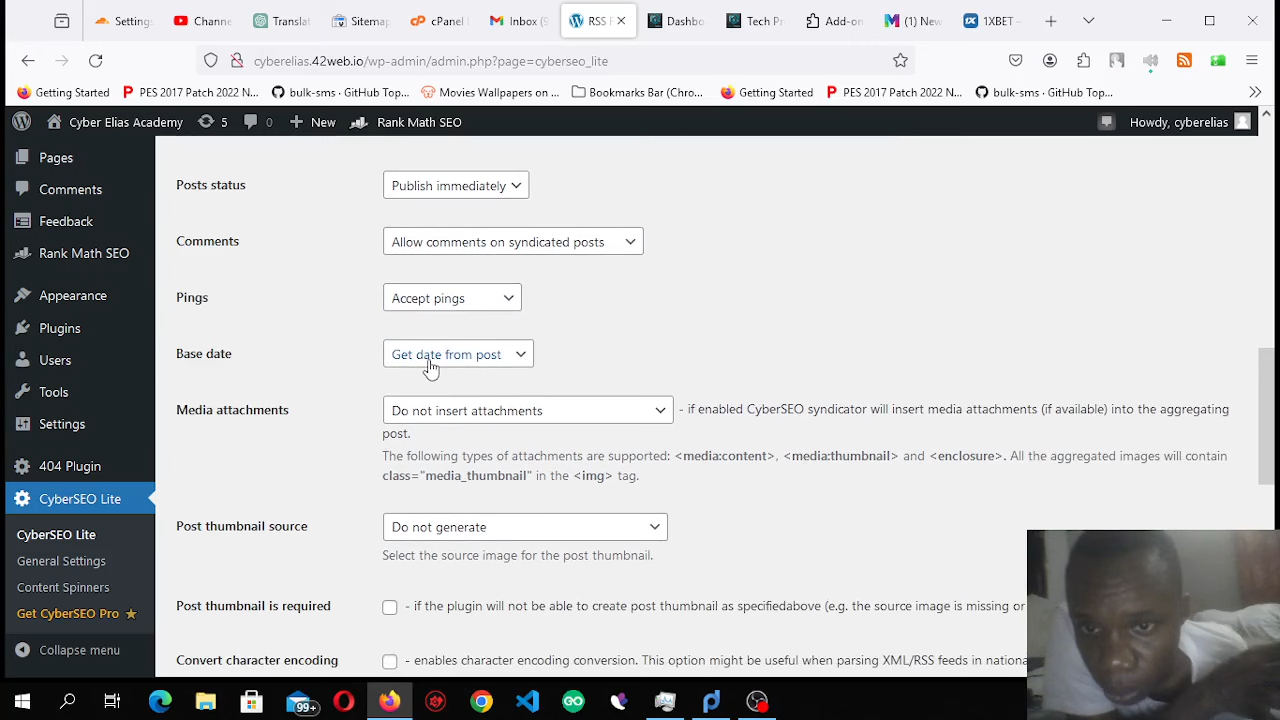 Settings
Channe
Translat
Sitemap
cPanel
Inbox (9
RSS F
Dashbo
Tech Pr
Add-on
(1) New
1XBET –
cyberelias.42web.io/wp-admin/admin.php?page=cyberseo_lite
Getting Started
PES 2017 Patch 2022 N...
bulk-sms · GitHub Top...
Movies Wallpapers on ...
Bookmarks Bar (Chro...
Getting Started
PES 2017 Patch 2022 N...
bulk-sms · GitHub Top...
Cyber Elias Academy
5
0
New
Rank Math SEO
Howdy, cyberelias
Pages
Comments
Feedback
Rank Math SEO
Appearance
Plugins
Users
Tools
Settings
404 Plugin
CyberSEO Lite
CyberSEO Lite
General Settings
Content Spinners
Get CyberSEO Pro
Collapse menu
Posts status
Publish immediately
Comments
Allow comments on syndicated posts
Pings
Accept pings
Base date
Get date from post
Media attachments
Do not insert attachments
- if enabled CyberSEO syndicator will insert media attachments (if available) into the aggregating
post.
The following types of attachments are supported: <media:content>, <media:thumbnail> and <enclosure>. All the aggregated images will contain
class="media_thumbnail" in the <img> tag.
Post thumbnail source
Do not generate
Select the source image for the post thumbnail.
Post thumbnail is required
- if the plugin will not be able to create post thumbnail as specifiedabove (e.g. the source image is missing or
Convert character encoding
- enables character encoding conversion. This option might be useful when parsing XML/RSS feeds in nationa
99+